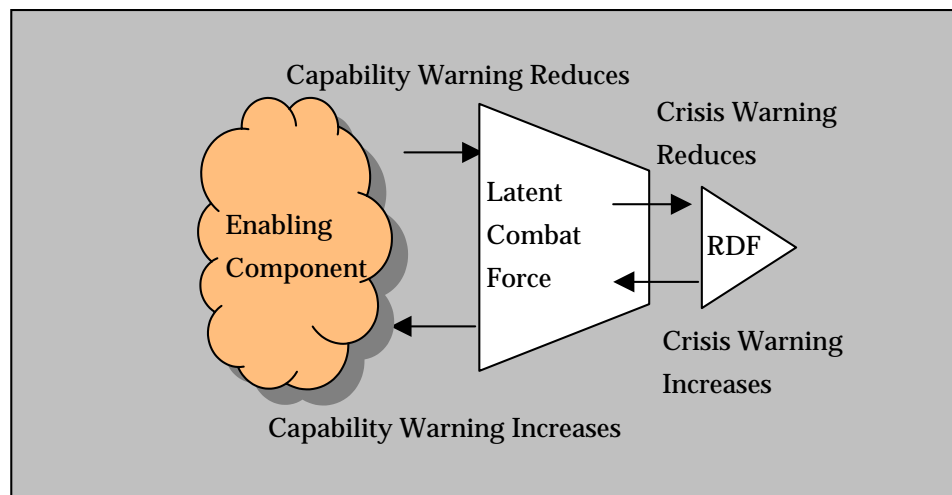 Capability Warning Reduces
Crisis Warning
Reduces
Enabling
Component
Latent
Combat
Force
RDF
Crisis Warning
Increases
Capability Warning Increases